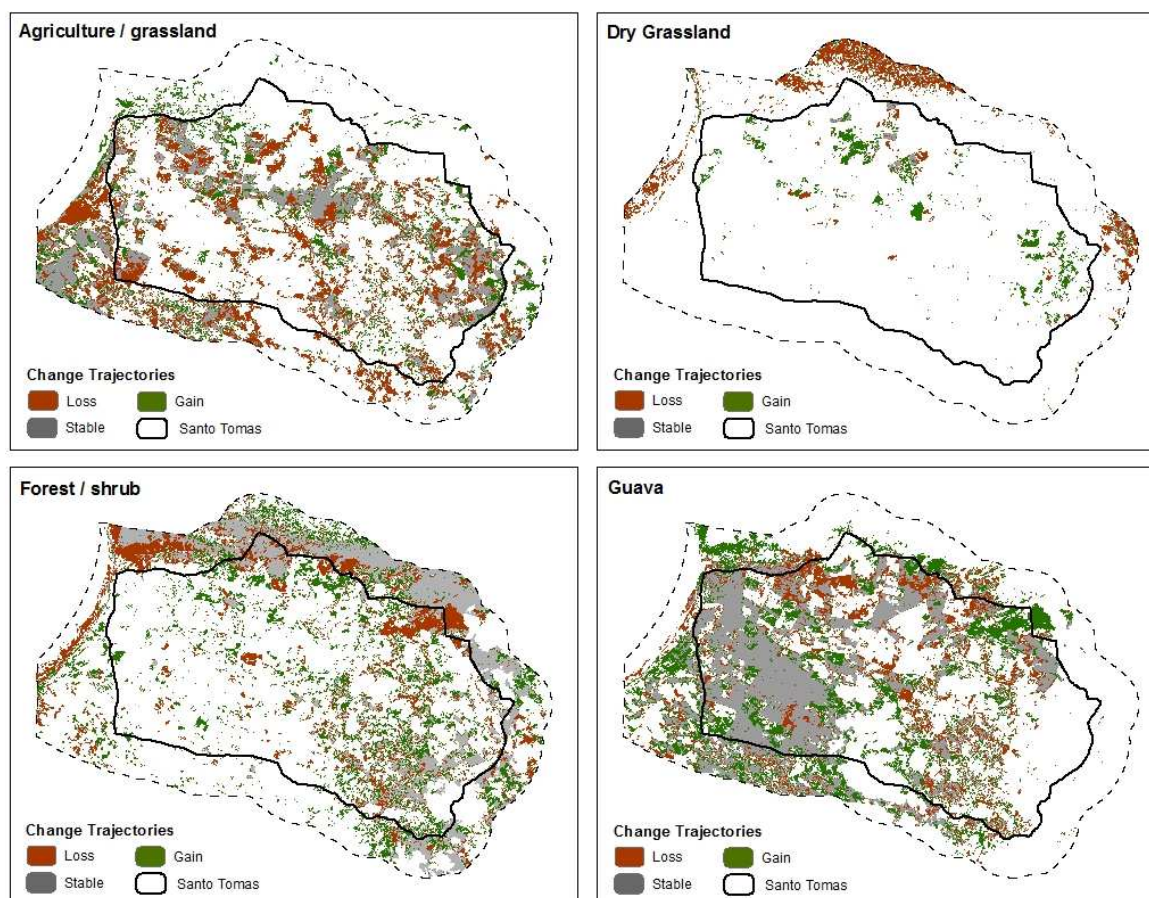 Agriculture / grassland
Change Trajectories
Loss Gain
Stable Santo Tomas
Dry Grassland
Change Trajectories
Loss Gain
Stable Santo Tomas
Forest / shrub
Change Trajectories
Loss Gain
Stable Santo Tomas
Guava
Change Trajectories
Loss Gain
Stable Santo Tomas